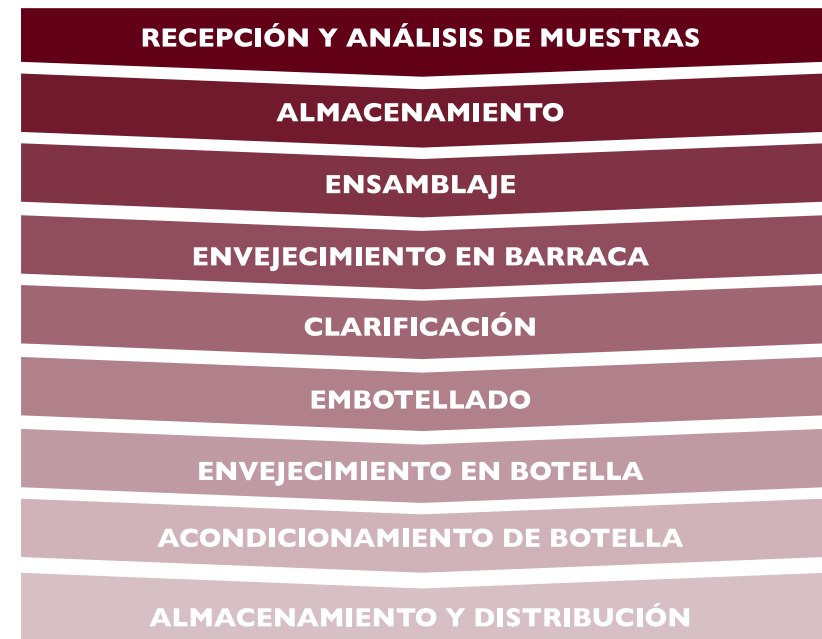 RECEPCIÓN Y ANÁLISIS DE MUESTRAS
ALMACENAMIENTO
ENSAMBLAJE
ENVEJECIMIENTO EN BARRACA
CLARIFICACIÓN
EMBOTELLADO
ENVEJECIMIENTO EN BOTELLA
ACONDICIONAMIENTO DE BOTELLA
ALMACENAMIENTO Y DISTRIBUCIÓN